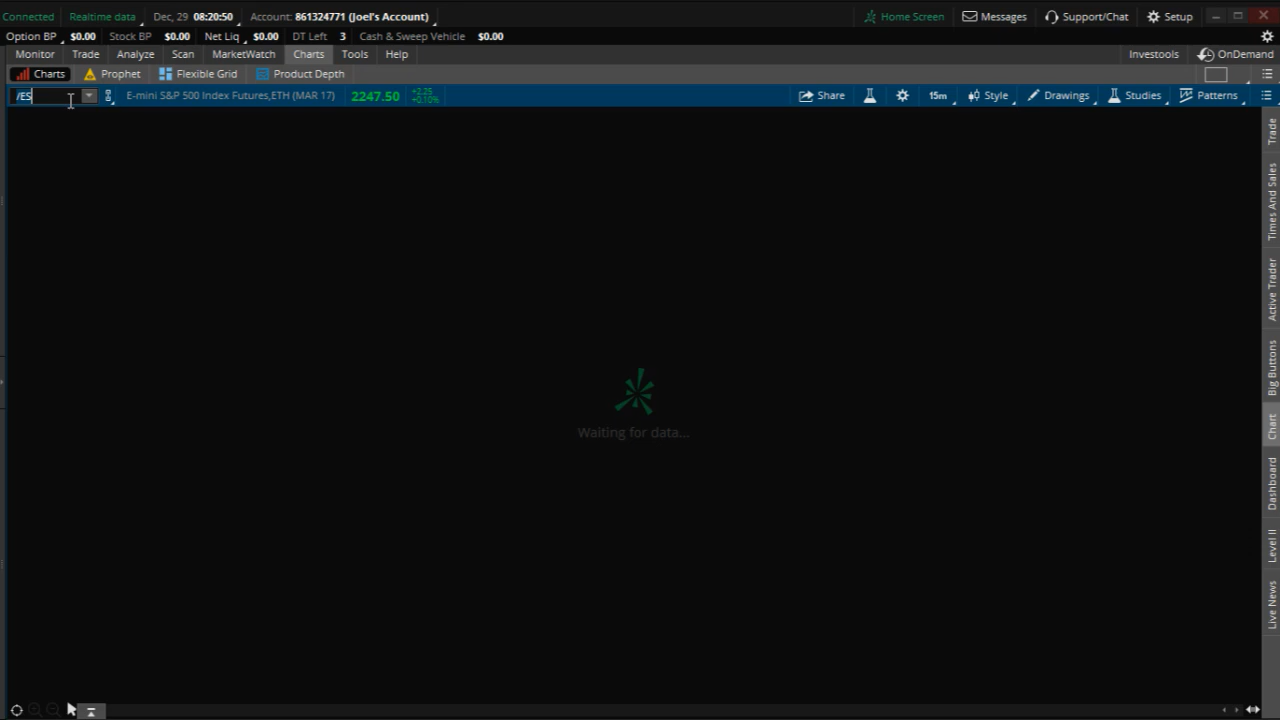 Connected Realtime data Dec, 29 08:20:50 Account: 861324771 (Joel's Account) Home Screen Messages Support/Chat Setup
Option BP $0.00 Stock BP $0.00 Net Liq $0.00 DT Left 3 Cash & Sweep Vehicle $0.00
Monitor Trade Analyze Scan MarketWatch Charts Tools Help Investools OnDemand
Charts Prophet Flexible Grid Product Depth
/ES E-mini S&P 500 Index Futures,ETH (MAR 17) 2247.50 +2.25 Share 15m Style Drawings Studies Patterns
+0.10%
Waiting for data...
Trade
Times And Sales
Active Trader
Big Buttons
Chart
Dashboard
Level II
Live News